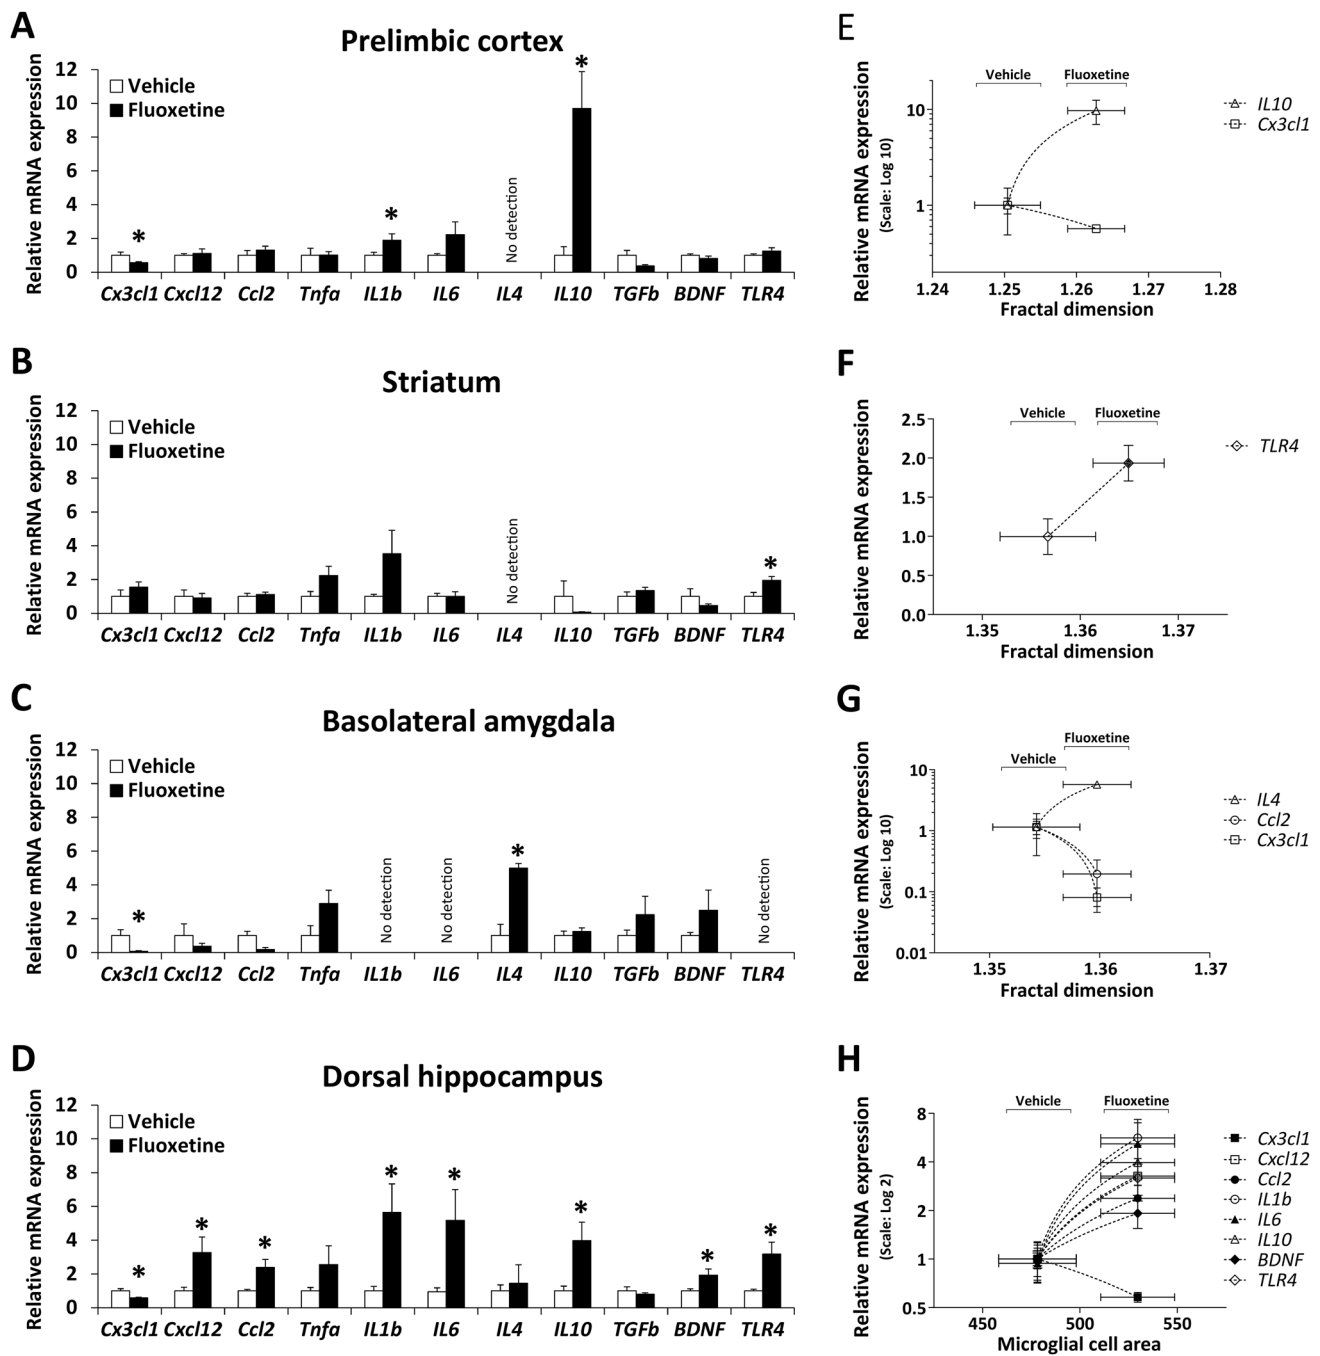 A
Prelimbic cortex
Relative mRNA expression
12
10
8
6
4
2
0
Vehicle
Fluoxetine
*
*
No detection
*
Cx3cl1 Cxcl12 Ccl2 Tnfa IL1b IL6 IL4 IL10 TGFb BDNF TLR4
E
Relative mRNA expression
(Scale: Log 10)
10
1
Vehicle Fluoxetine
IL10
Cx3cl1
1.24 1.25 1.26 1.27 1.28
Fractal dimension
B
Striatum
Relative mRNA expression
12
10
8
6
4
2
0
Vehicle
Fluoxetine
No detection
*
Cx3cl1 Cxcl12 Ccl2 Tnfa IL1b IL6 IL4 IL10 TGFb BDNF TLR4
F
Relative mRNA expression
2.5
2.0
1.5
1.0
0.5
0.0
Vehicle Fluoxetine
TLR4
1.35 1.36 1.37
Fractal dimension
C
Basolateral amygdala
Relative mRNA expression
12
10
8
6
4
2
0
Vehicle
Fluoxetine
*
No detection
No detection
*
No detection
Cx3cl1 Cxcl12 Ccl2 Tnfa IL1b IL6 IL4 IL10 TGFb BDNF TLR4
G
Relative mRNA expression
(Scale: Log 10)
10
1
0.1
0.01
Fluoxetine
Vehicle
IL4
Ccl2
Cx3cl1
1.35 1.36 1.37
Fractal dimension
D
Dorsal hippocampus
Relative mRNA expression
12
10
8
6
4
2
0
Vehicle
Fluoxetine
*
*
*
*
*
*
*
*
Cx3cl1 Cxcl12 Ccl2 Tnfa IL1b IL6 IL4 IL10 TGFb BDNF TLR4
H
Relative mRNA expression
(Scale: Log 2)
8
4
2
1
0.5
Vehicle Fluoxetine
Cx3cl1
Cxcl12
Ccl2
IL1b
IL6
IL10
BDNF
TLR4
450 500 550
Microglial cell area